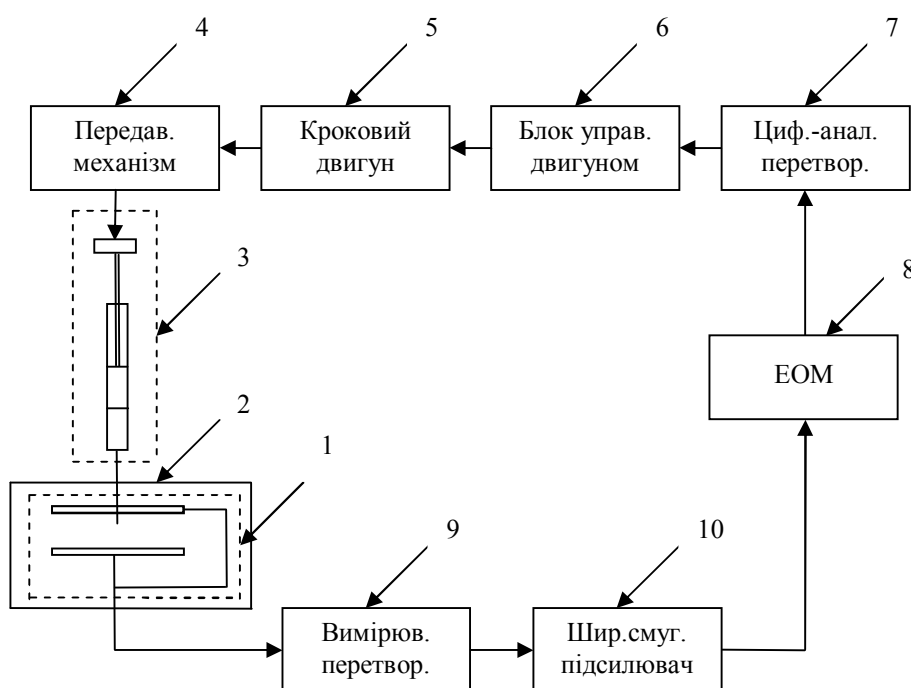 4
5
6
7
Передав.
механізм
Кроковий
двигун
Блок управ.
двигуном
Циф.-анал.
перетвор.
3
8
ЕОМ
2
1
9
10
Вимірюв.
перетвор.
Шир.смуг.
підсилювач